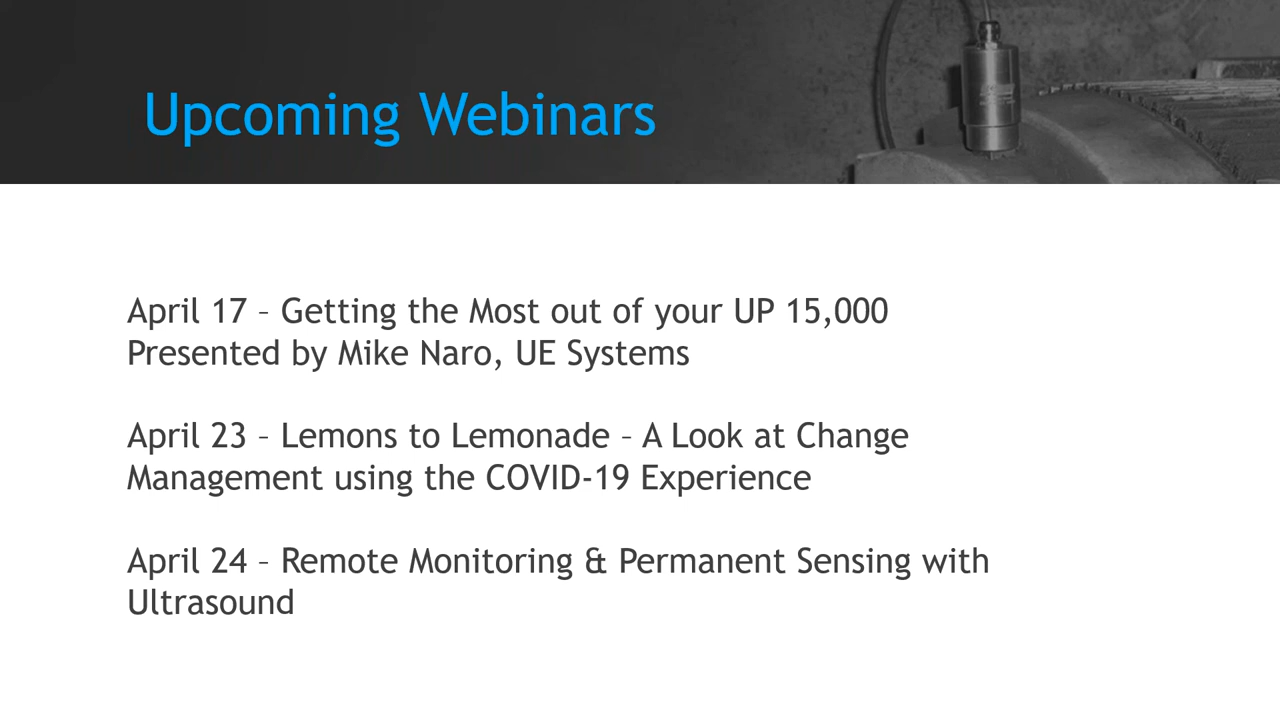 Upcoming Webinars
April 17 – Getting the Most out of your UP 15,000
Presented by Mike Naro, UE Systems
April 23 – Lemons to Lemonade – A Look at Change
Management using the COVID-19 Experience
April 24 – Remote Monitoring & Permanent Sensing with
Ultrasound